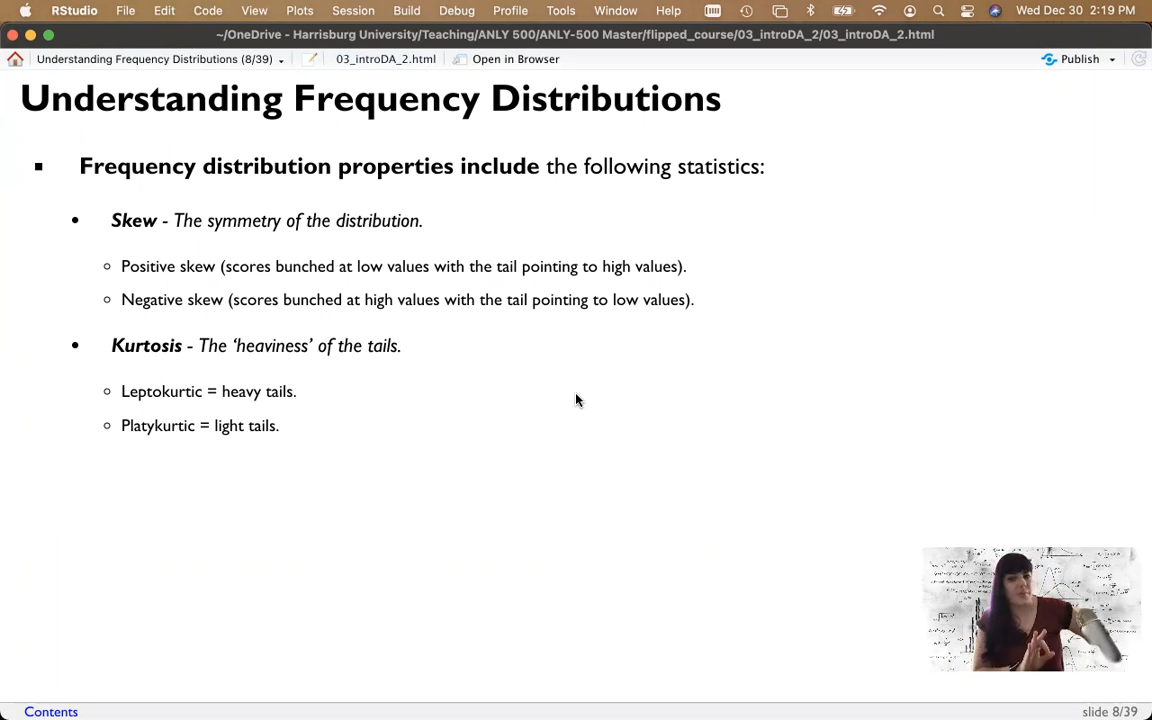 RStudio File Edit Code View Plots Session Build Debug Profile Tools Window Help Wed Dec 30 2:19 PM
~/OneDrive - Harrisburg University/Teaching/ANLY 500/ANLY-500 Master/flipped_course/03_introDA_2/03_introDA_2.html
Understanding Frequency Distributions (8/39) 03_introDA_2.html Open in Browser Publish
Understanding Frequency Distributions
Frequency distribution properties include the following statistics:
Skew - The symmetry of the distribution.
Positive skew (scores bunched at low values with the tail pointing to high values).
Negative skew (scores bunched at high values with the tail pointing to low values).
Kurtosis - The ‘heaviness’ of the tails.
Leptokurtic = heavy tails.
Platykurtic = light tails.
Contents slide 8/39